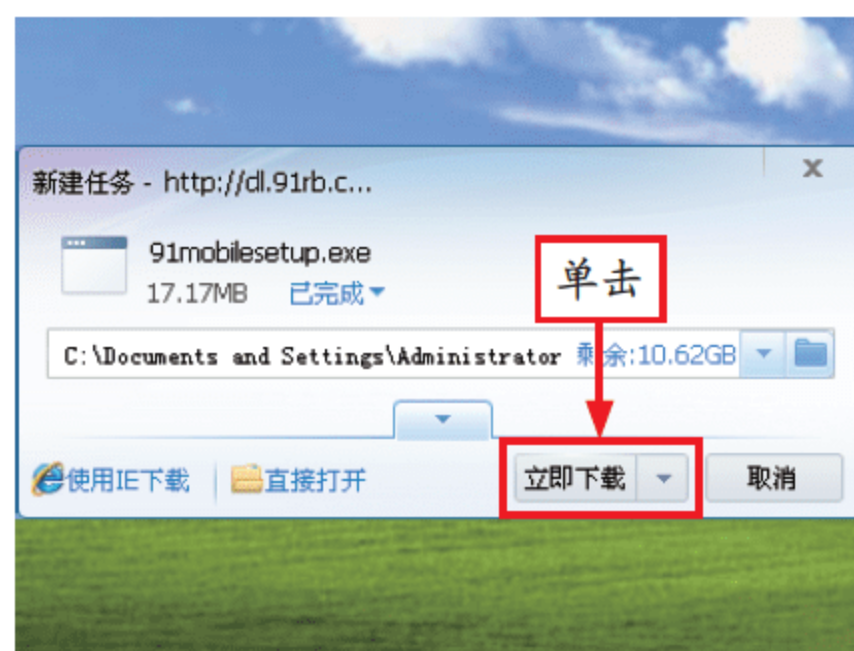 新建任务 - http://dl.91rb.c...
x
91mobilesetup.exe
17.17MB 已完成
单击
C:\Documents and Settings\Administrator 剩余:10.62GB
使用IE下载 直接打开 立即下载 取消